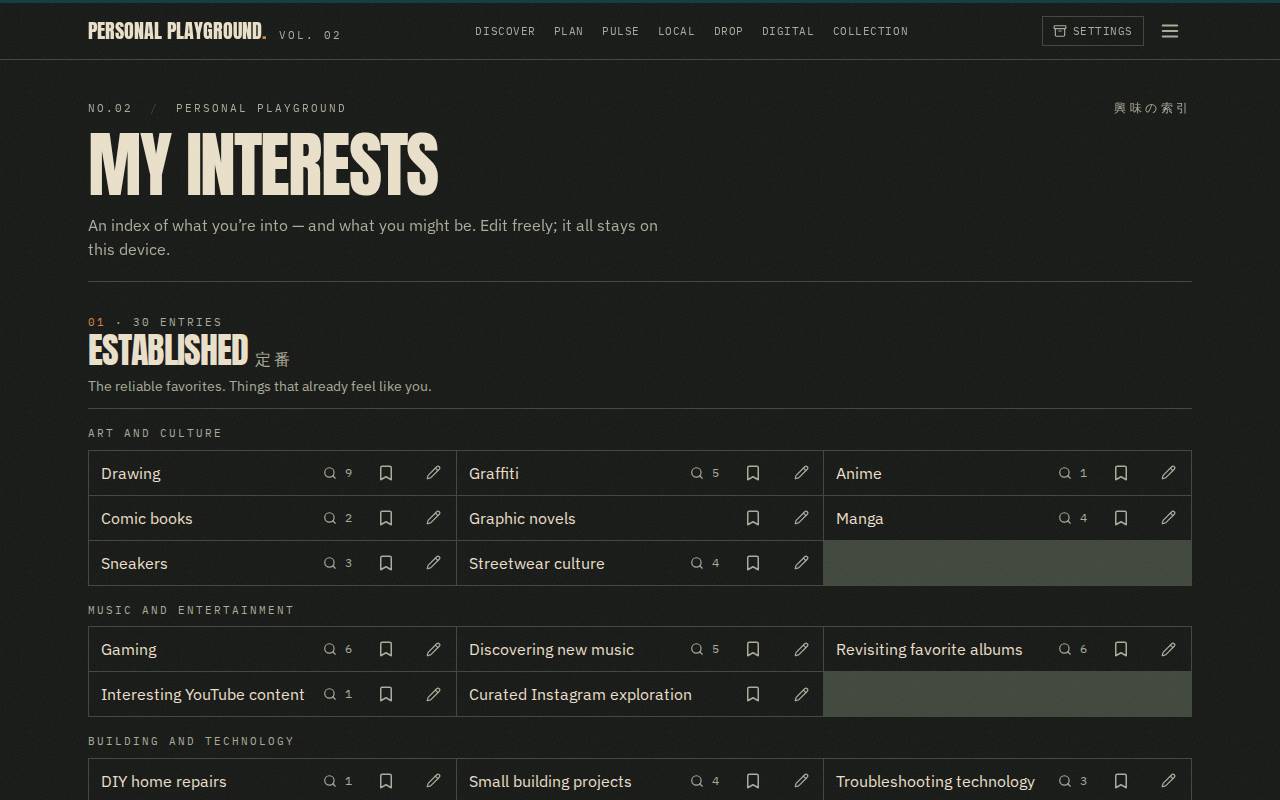 PERSONAL PLAYGROUND. VOL. 02
DISCOVER PLAN PULSE LOCAL DROP DIGITAL COLLECTION
SETTINGS
NO.02 / PERSONAL PLAYGROUND
興味の索引
MY INTERESTS
An index of what you’re into — and what you might be. Edit freely; it all stays on
this device.
01 · 30 ENTRIES
ESTABLISHED 定番
The reliable favorites. Things that already feel like you.
ART AND CULTURE
Drawing 9 Graffiti 5 Anime 1
Comic books 2 Graphic novels Manga 4
Sneakers 3 Streetwear culture 4
MUSIC AND ENTERTAINMENT
Gaming 6 Discovering new music 5 Revisiting favorite albums 6
Interesting YouTube content 1 Curated Instagram exploration
BUILDING AND TECHNOLOGY
DIY home repairs 1 Small building projects 4 Troubleshooting technology 3